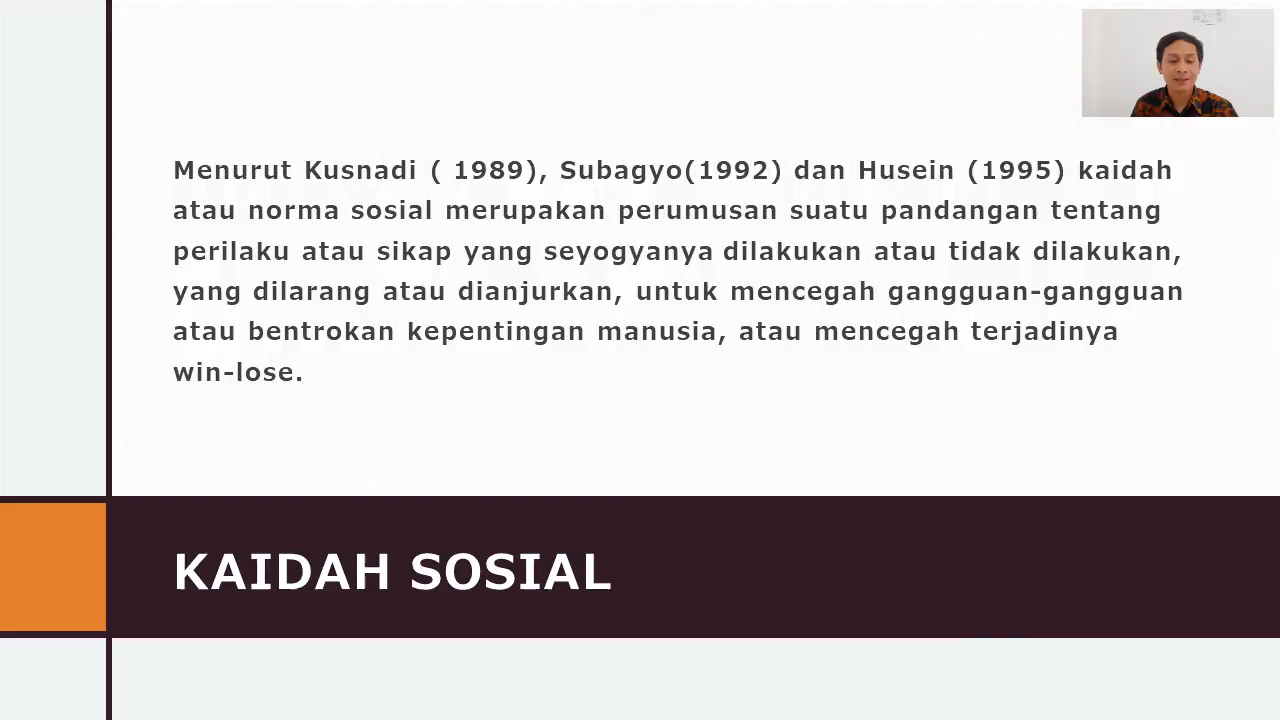 Menurut Kusnadi ( 1989), Subagyo(1992) dan Husein (1995) kaidah
atau norma sosial merupakan perumusan suatu pandangan tentang
perilaku atau sikap yang seyogyanya dilakukan atau tidak dilakukan,
yang dilarang atau dianjurkan, untuk mencegah gangguan-gangguan
atau bentrokan kepentingan manusia, atau mencegah terjadinya
win-lose.
KAIDAH SOSIAL